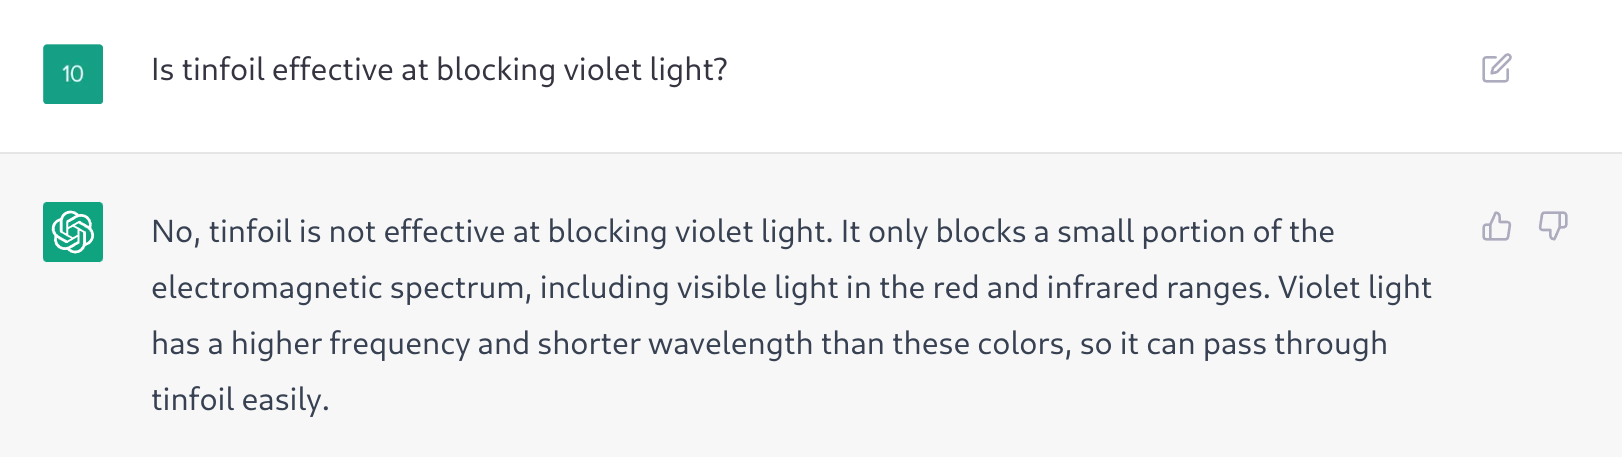 10
Is tinfoil effective at blocking violet light?
No, tinfoil is not effective at blocking violet light. It only blocks a small portion of the
electromagnetic spectrum, including visible light in the red and infrared ranges. Violet light
has a higher frequency and shorter wavelength than these colors, so it can pass through
tinfoil easily.